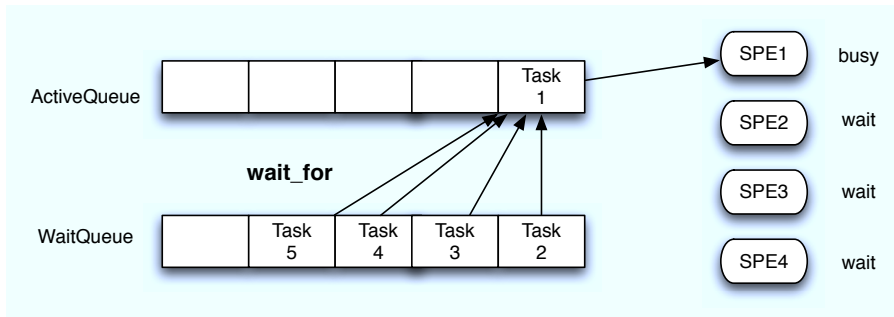 SPE1
busy
Task
1
ActiveQueue
SPE2
wait
wait_for
SPE3
wait
WaitQueue
Task
5
Task
4
Task
3
Task
2
SPE4
wait